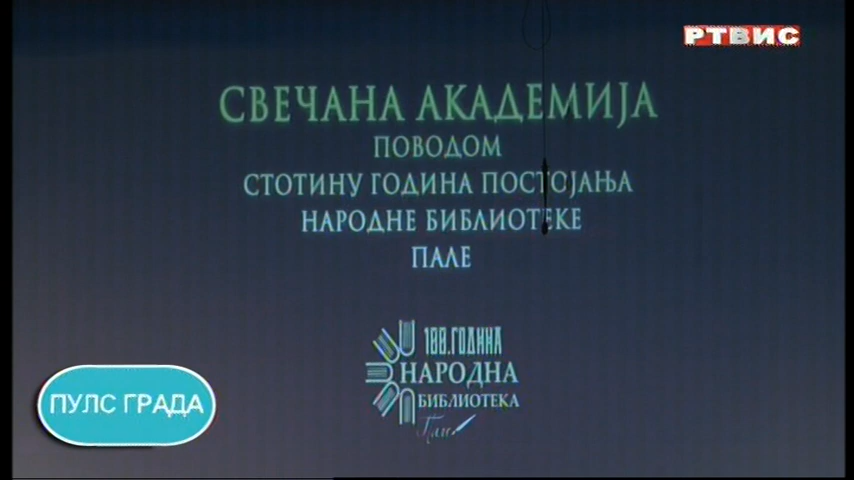 РТВИС
СВЕЧАНА АКАДЕМИЈА
ПОВОДОМ
СТОТИНУ ГОДИНА ПОСТОЈАЊА
НАРОДНЕ БИБЛИОТЕКЕ
ПАЛЕ
100.ГОДИНА
НАРОДНА
БИБЛИОТЕКА
Пале
ПУЛС ГРАДА